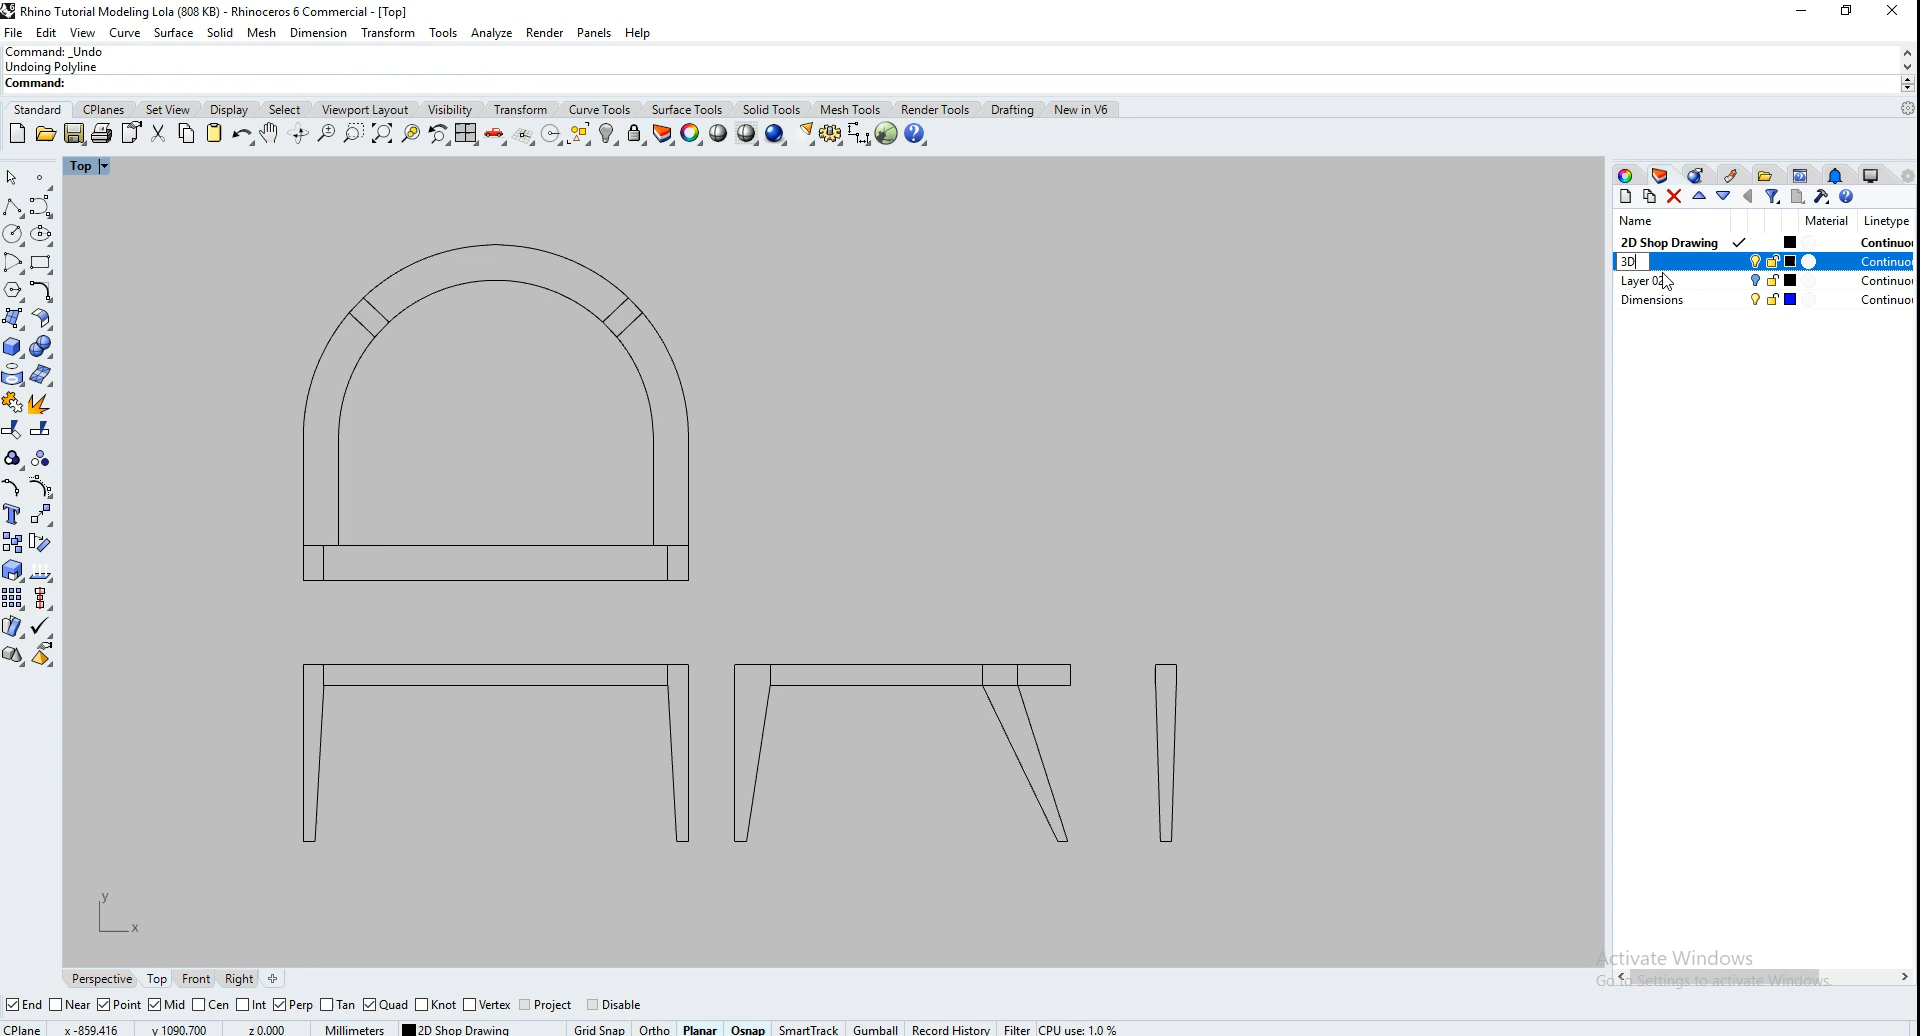 Rhino Tutorial Modeling Lola (808 KB) - Rhinoceros 6 Commercial - [Top]
File Edit View Curve Surface Solid Mesh Dimension Transform Tools Analyze Render Panels Help
Command: _Undo
Undoing Polyline
Command:
Standard CPlanes Set View Display Select Viewport Layout Visibility Transform Curve Tools Surface Tools Solid Tools Mesh Tools Render Tools Drafting New in V6
Top
Name Material Linetype
2D Shop Drawing Continuou
3D Continuou
Layer 02 Continuou
Dimensions Continuou
y
x
Activate Windows
Go to Settings to activate Windows.
Perspective Top Front Right
End Near Point Mid Cen Int Perp Tan Quad Knot Vertex Project Disable
CPlane x -859.416 y 1090.700 z 0.000 Millimeters 2D Shop Drawing Grid Snap Ortho Planar Osnap SmartTrack Gumball Record History Filter CPU use: 1.0 %